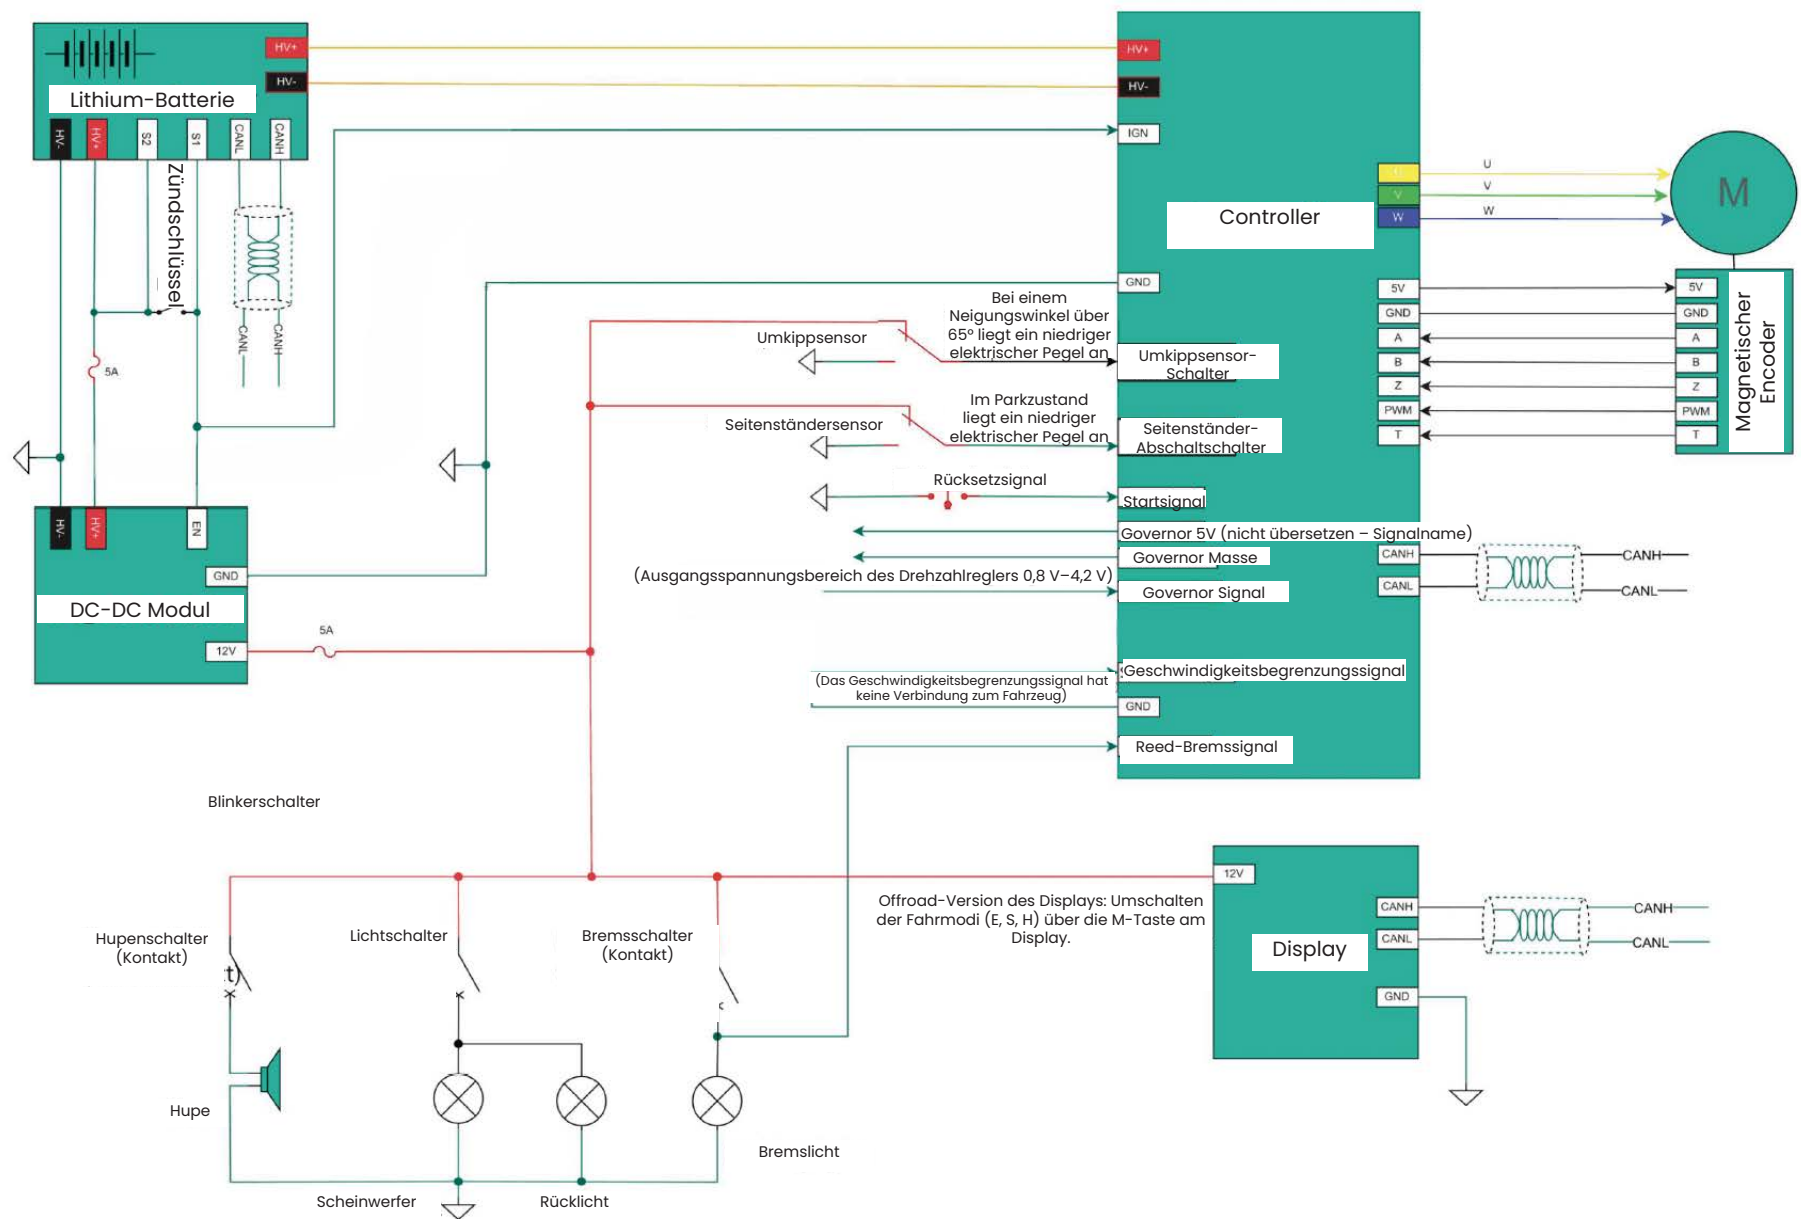 HV+
HV-
Lithium-Batterie
HV-
HV+
S2
S1
CANL
CANH
Zündschlüssel
CANL
CANH
5A
HV-
HV+
EN
GND
DC-DC Modul
12V
5A
HV+
HV-
IGN
Controller
U
V
W
U
V
W
M
GND
5V
GND
A
B
Z
PWM
T
5V
GND
A
B
Z
PWM
T
Magnetischer
Encoder
Bei einem
Neigungswinkel über
65° liegt ein niedriger
elektrischer Pegel an
Umkippsensor
Umkippsensor-
Schalter
Im Parkzustand
liegt ein niedriger
elektrischer Pegel an
Seitenständersensor
Seitenständer-
Abschaltschalter
Rücksetzsignal
Startsignal
Governor 5V (nicht übersetzen – Signalname)
Governor Masse
(Ausgangsspannungsbereich des Drehzahlreglers 0,8 V–4,2 V)
Governor Signal
CANH
CANL
CANH
CANL
Geschwindigkeitsbegrenzungssignal
(Das Geschwindigkeitsbegrenzungssignal hat
keine Verbindung zum Fahrzeug)
GND
Reed-Bremssignal
Blinkerschalter
12V
Offroad-Version des Displays: Umschalten
der Fahrmodi (E, S, H) über die M-Taste am
Display.
CANH
CANL
GND
Display
CANH
CANL
Hupenschalter
(Kontakt)
t)
Lichtschalter
Bremsschalter
(Kontakt)
Hupe
Bremslicht
Scheinwerfer
Rücklicht